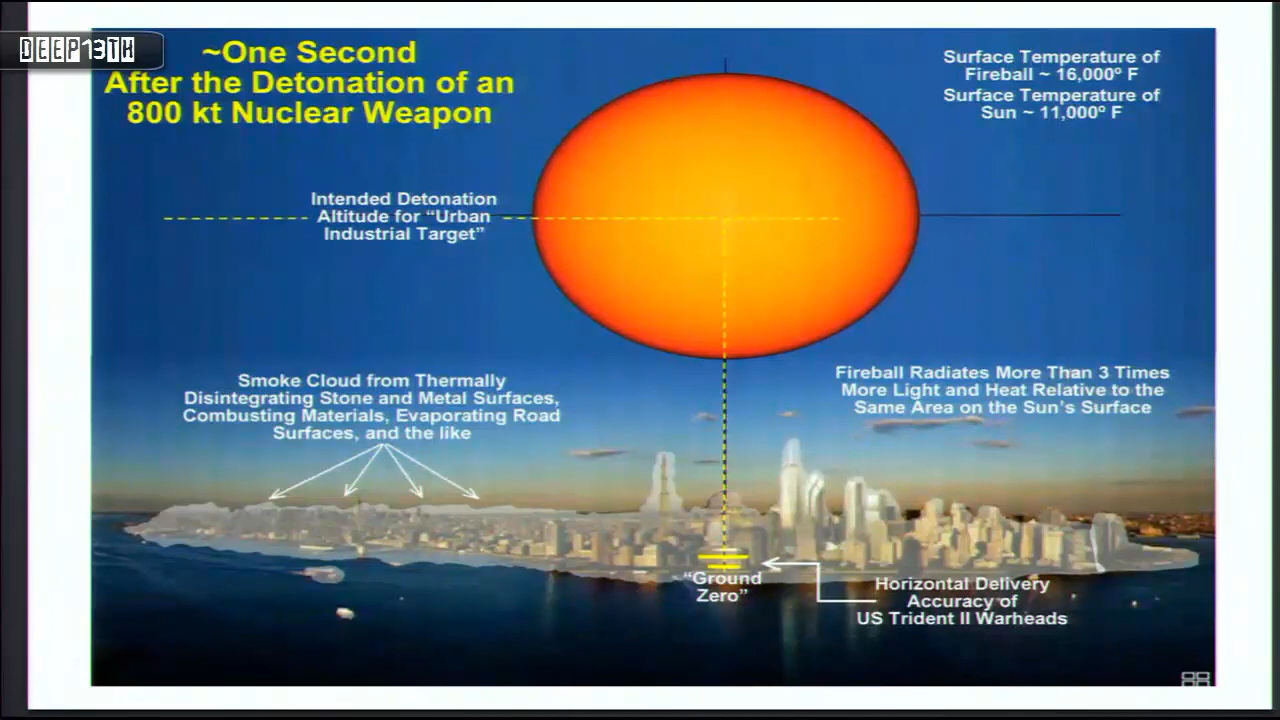 DEEP13TH
~One Second
After the Detonation of an
800 kt Nuclear Weapon
Surface Temperature of
Fireball ~ 16,000º F
Surface Temperature of
Sun ~ 11,000º F
Intended Detonation
Altitude for “Urban
Industrial Target”
Smoke Cloud from Thermally
Disintegrating Stone and Metal Surfaces,
Combusting Materials, Evaporating Road
Surfaces, and the like
Fireball Radiates More Than 3 Times
More Light and Heat Relative to the
Same Area on the Sun’s Surface
“Ground
Zero”
Horizontal Delivery
Accuracy of
US Trident II Warheads